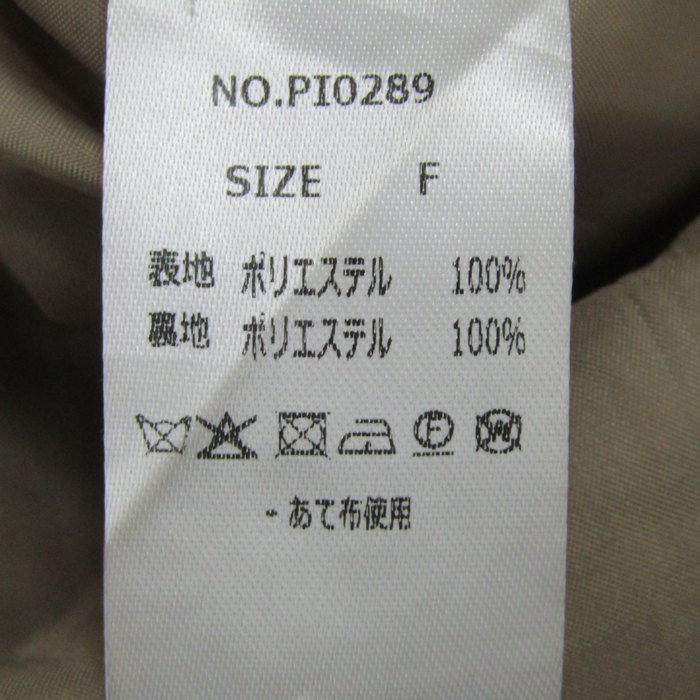 NO.PI0289
SIZE F
表地 ポリエステル 100%
裏地 ポリエステル 100%
F W
- あて布使用